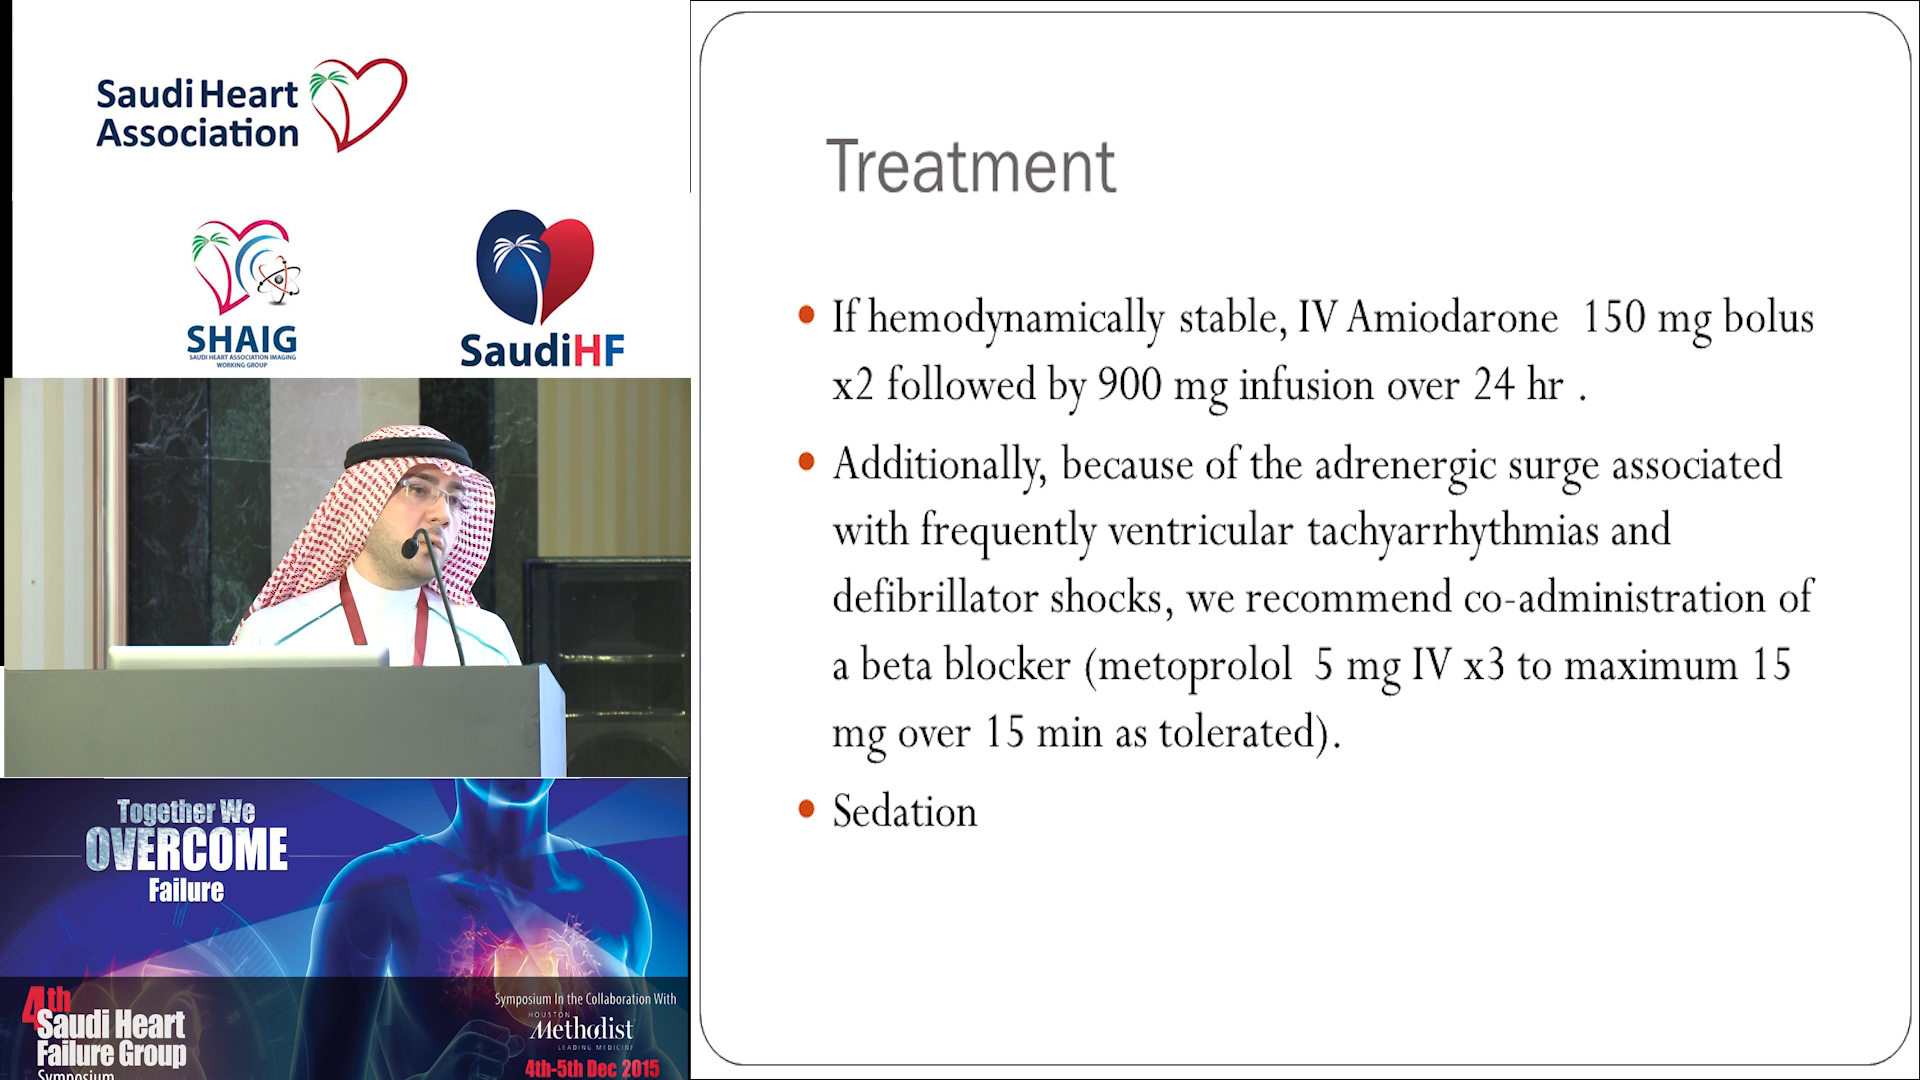 Saudi Heart
Association
SHAIG
SAUDI HEART ASSOCIATION IMAGING
WORKING GROUP
SaudiHF
Together We
OVERCOME
Failure
4th
Saudi Heart
Failure Group
Symposium
Symposium In the Collaboration With
HOUSTON
Methodist
LEADING MEDICINE
4th-5th Dec 2015
Treatment
• If hemodynamically stable, IV Amiodarone 150 mg bolus
x2 followed by 900 mg infusion over 24 hr .
• Additionally, because of the adrenergic surge associated
with frequently ventricular tachyarrhythmias and
defibrillator shocks, we recommend co-administration of
a beta blocker (metoprolol 5 mg IV x3 to maximum 15
mg over 15 min as tolerated).
• Sedation